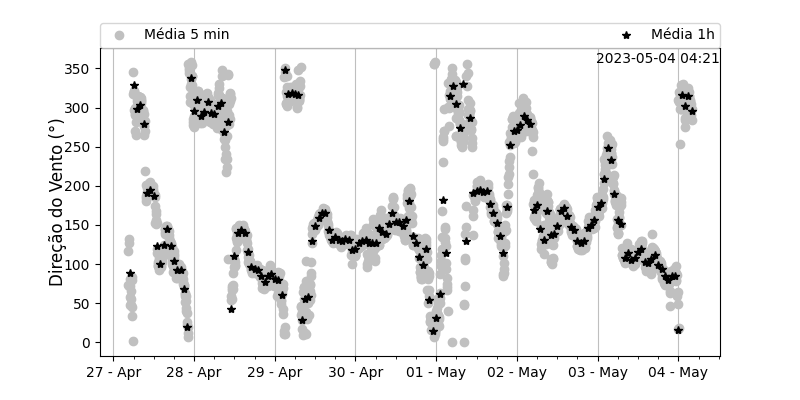 Média 5 min
Média 1h
2023-05-04 04:21
Direção do Vento (°)
350
300
250
200
150
100
50
0
27 - Apr
28 - Apr
29 - Apr
30 - Apr
01 - May
02 - May
03 - May
04 - May